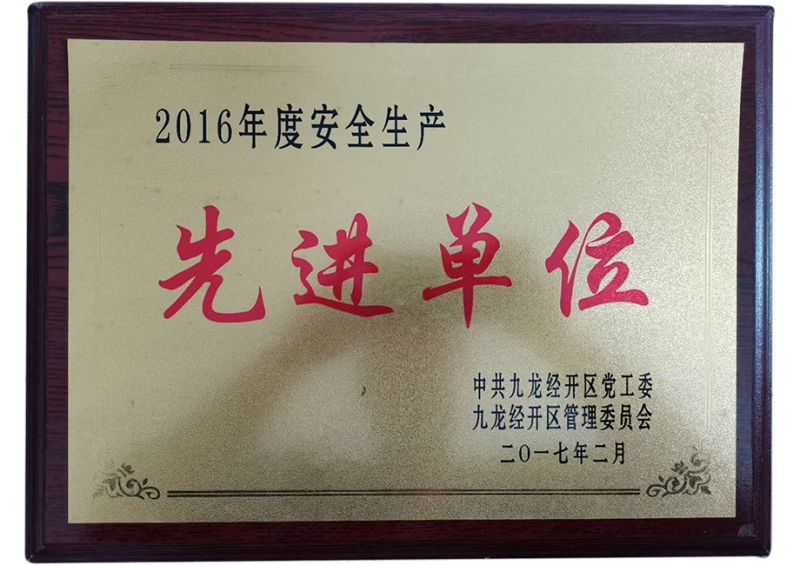 2016年度安全生产
先进单位
中共九龙经开区党工委
九龙经开区管理委员会
二〇一七年二月